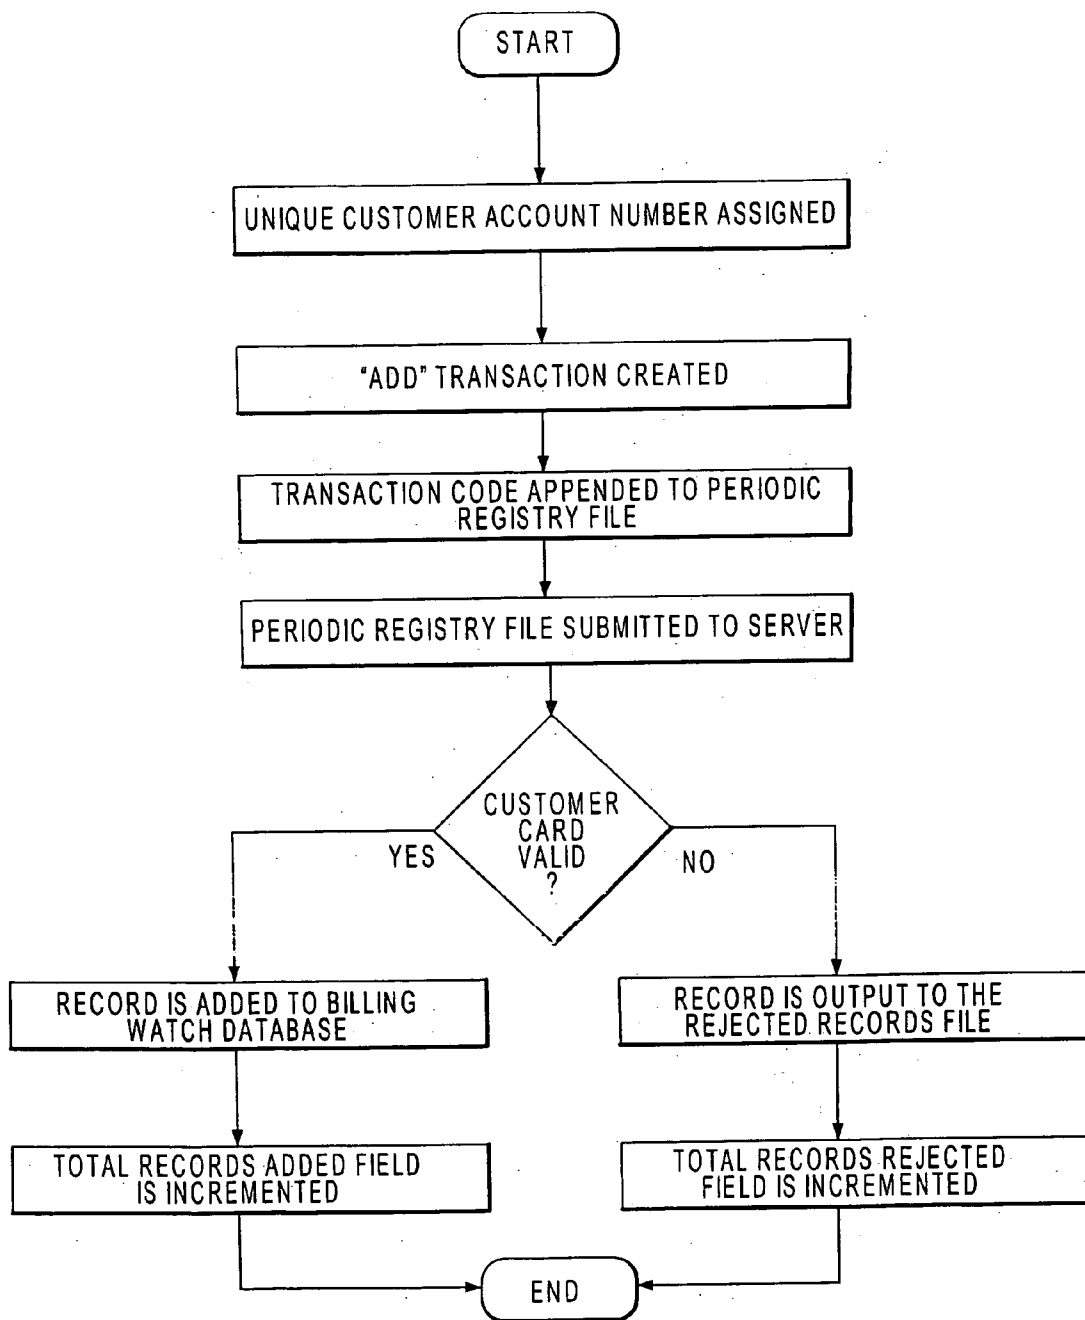 START
UNIQUE CUSTOMER ACCOUNT NUMBER ASSIGNED
"ADD" TRANSACTION CREATED
TRANSACTION CODE APPENDED TO PERIODIC
REGISTRY FILE
PERIODIC REGISTRY FILE SUBMITTED TO SERVER
CUSTOMER
CARD
VALID
?
YES
NO
RECORD IS ADDED TO BILLING
WATCH DATABASE
RECORD IS OUTPUT TO THE
REJECTED RECORDS FILE
TOTAL RECORDS ADDED FIELD
IS INCREMENTED
TOTAL RECORDS REJECTED
FIELD IS INCREMENTED
END